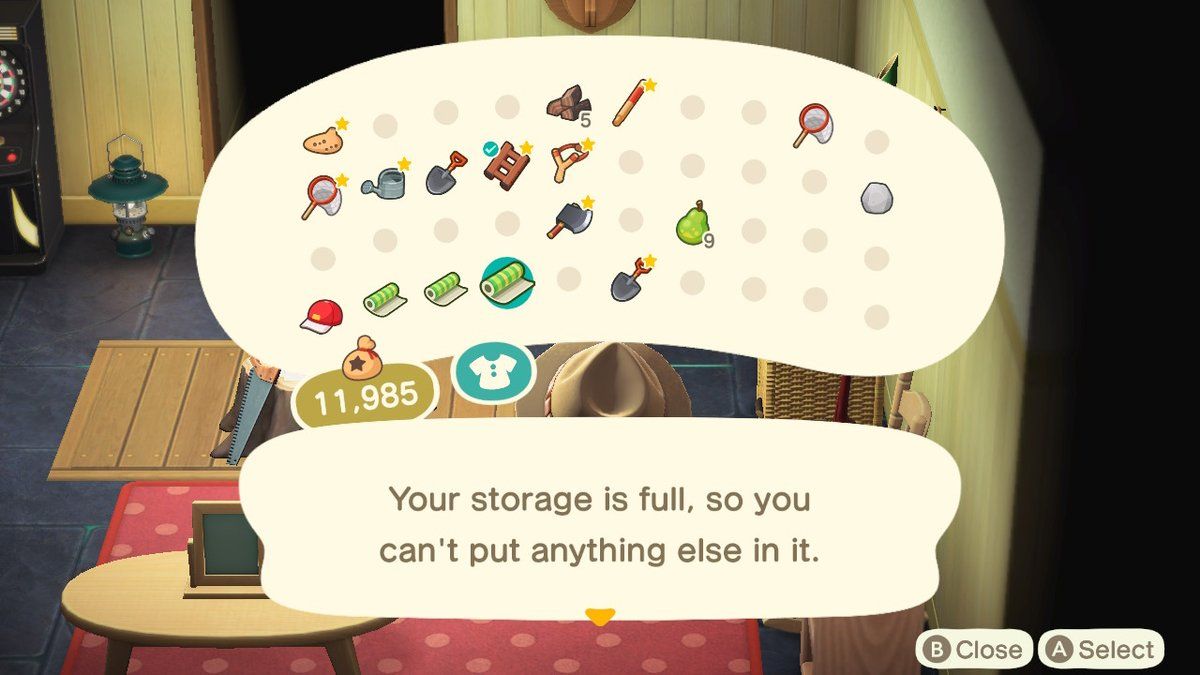 5
9
11,985
Your storage is full, so you
can't put anything else in it.
B Close A Select